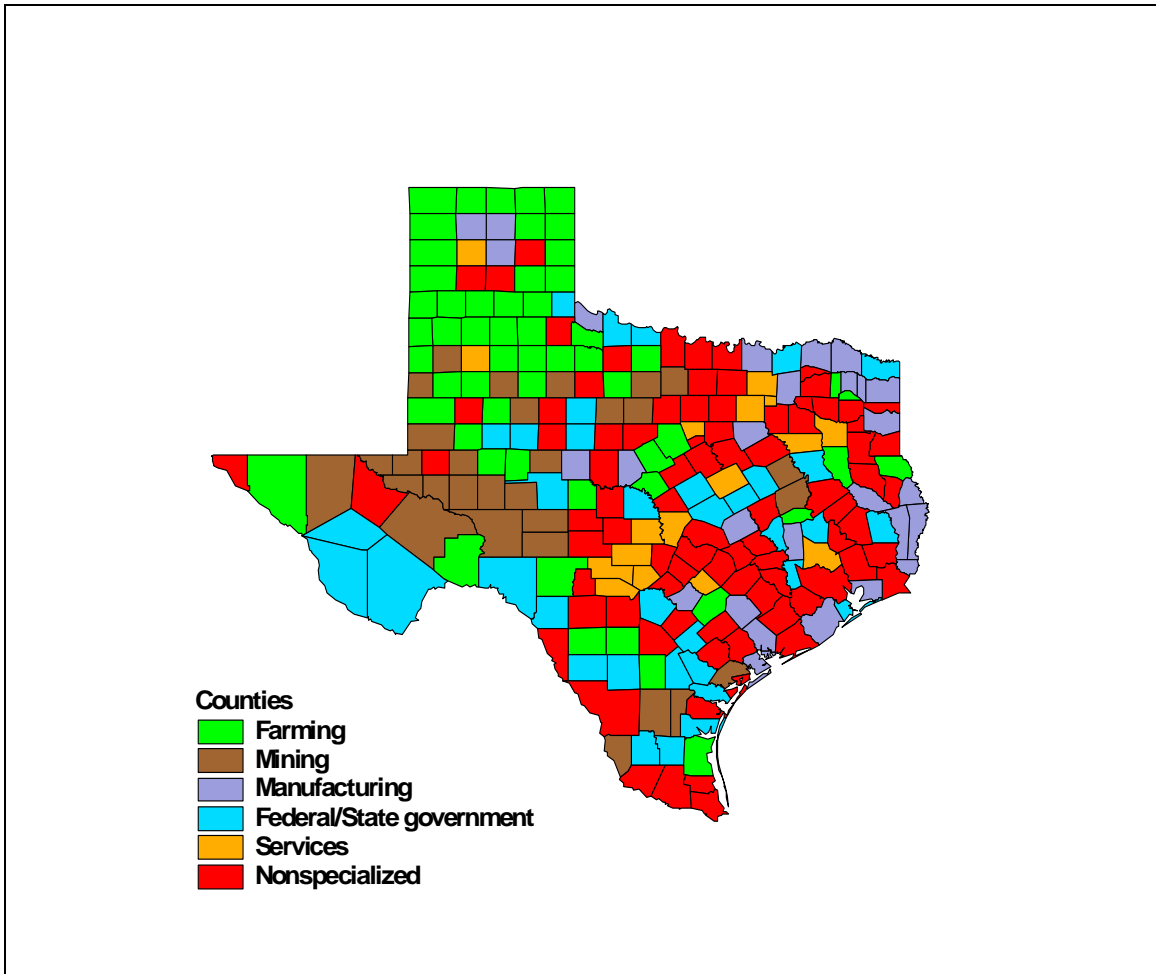 Counties
Farming
Mining
Manufacturing
Federal/State government
Services
Nonspecialized